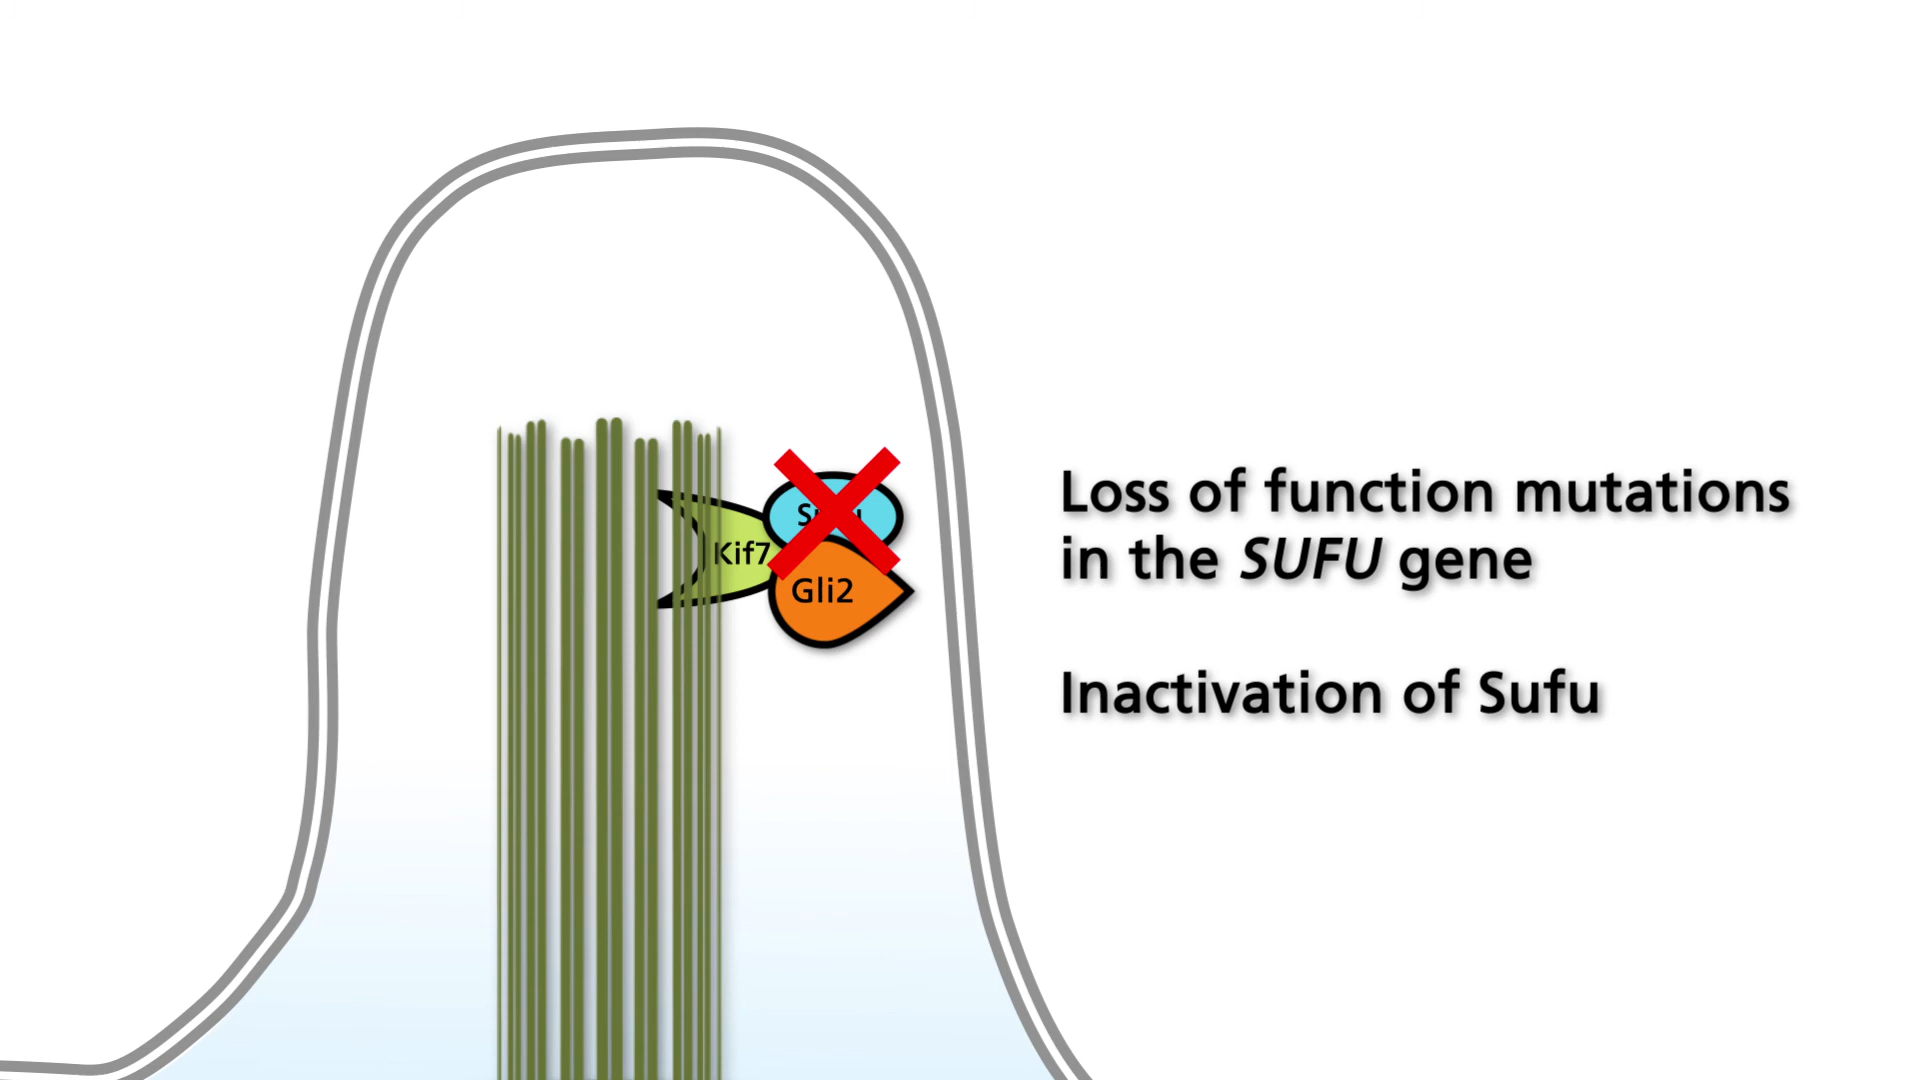 Kif7
Gli2
Loss of function mutations
in the SUFU gene
Inactivation of Sufu